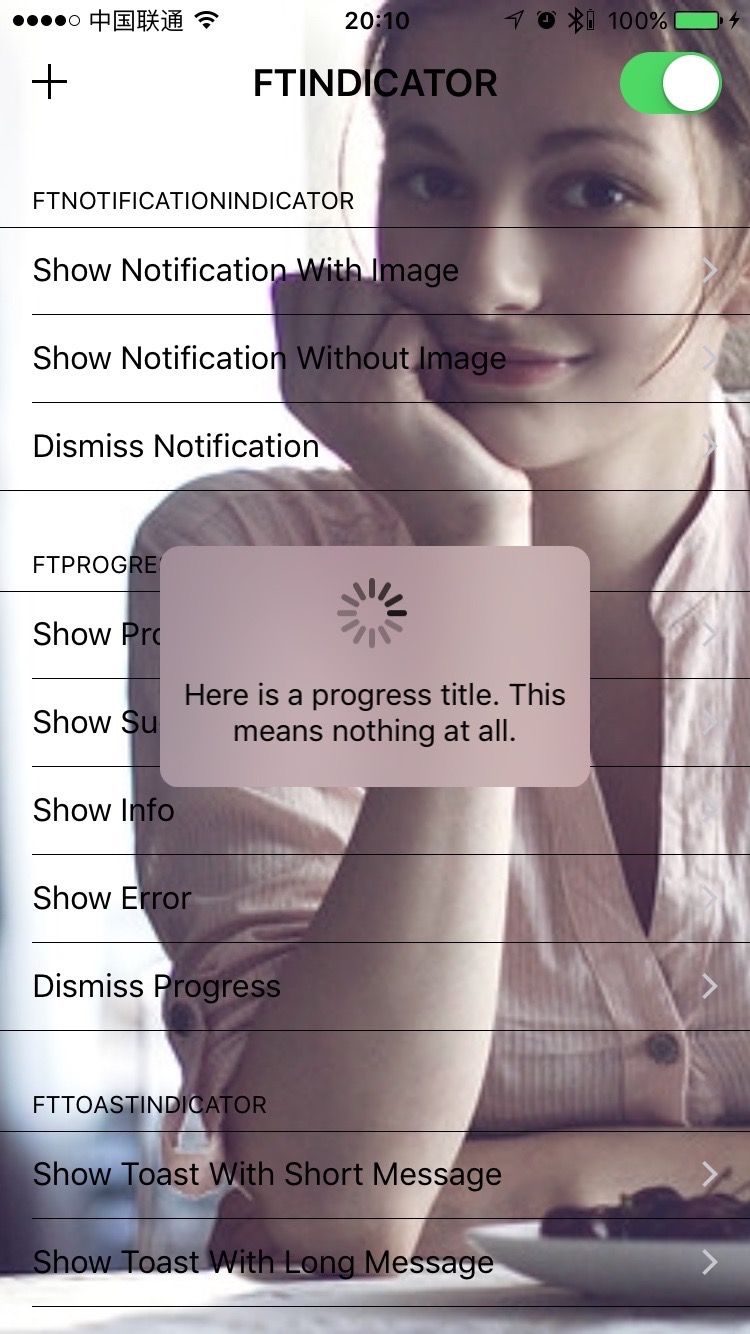 中国联通 20:10 100%
FTINDICATOR
FTNOTIFICATIONINDICATOR
Show Notification With Image
Show Notification Without Image
Dismiss Notification
FTPROGRE
Show Pro
Here is a progress title. This
means nothing at all.
Show Su
Show Info
Show Error
Dismiss Progress
FTTOASTINDICATOR
Show Toast With Short Message
Show Toast With Long Message